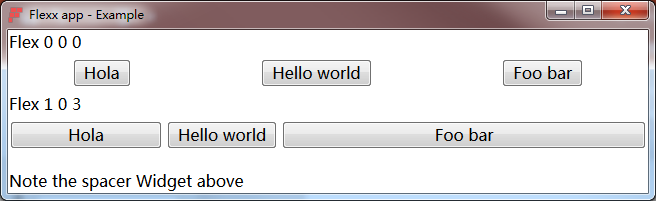 Flexx app - Example
Flex 0 0 0
Hola Hello world Foo bar
Flex 1 0 3
Hola Hello world Foo bar
Note the spacer Widget above